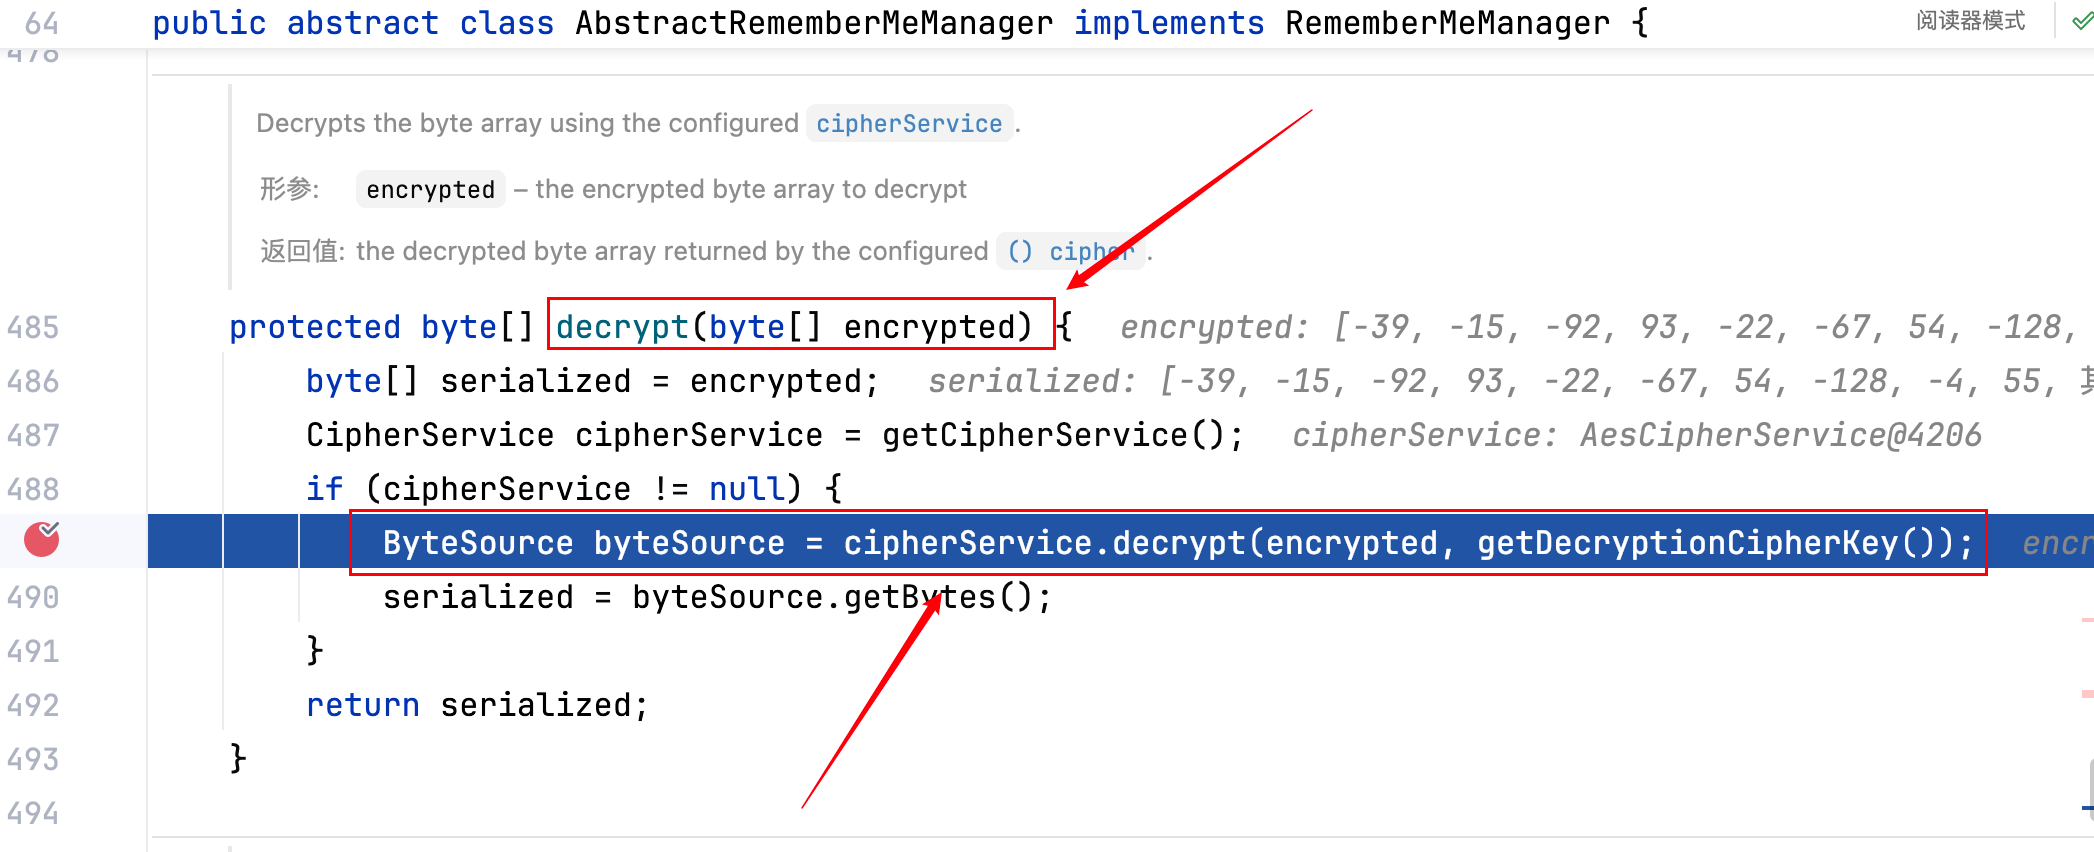 64 public abstract class AbstractRememberMeManager implements RememberMeManager { 阅读器模式
478
Decrypts the byte array using the configured cipherService.
形参: encrypted – the encrypted byte array to decrypt
返回值: the decrypted byte array returned by the configured () cipher.
485 protected byte[] decrypt(byte[] encrypted) { encrypted: [-39, -15, -92, 93, -22, -67, 54, -128,
486 byte[] serialized = encrypted; serialized: [-39, -15, -92, 93, -22, -67, 54, -128, -4, 55,
487 CipherService cipherService = getCipherService(); cipherService: AesCipherService@4206
488 if (cipherService != null) {
ByteSource byteSource = cipherService.decrypt(encrypted, getDecryptionCipherKey()); encr
490 serialized = byteSource.getBytes();
491 }
492 return serialized;
493 }
494